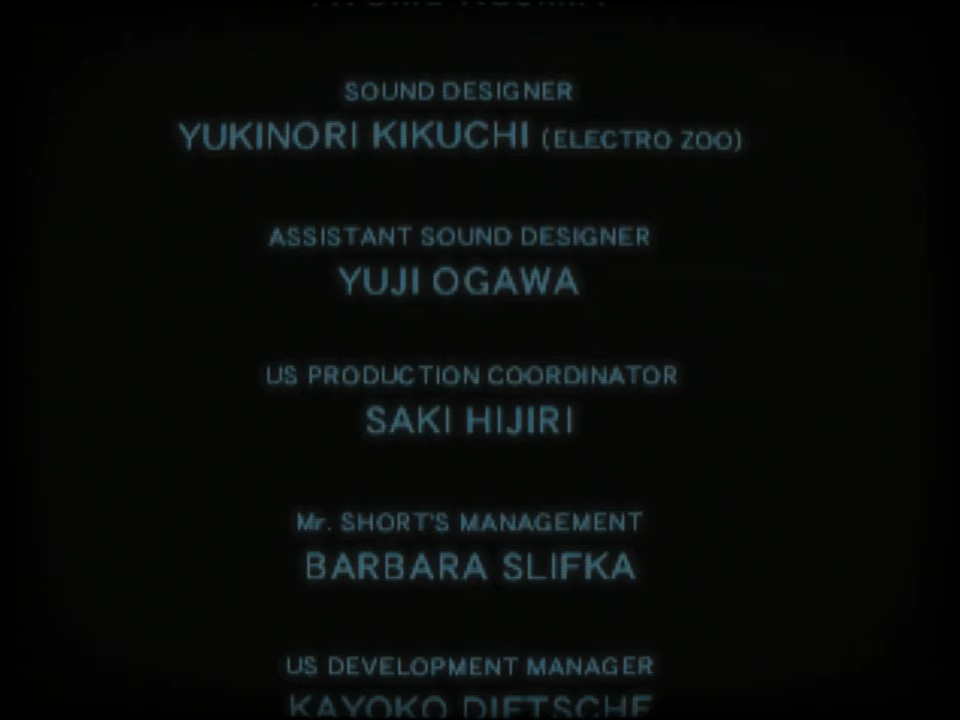 SOUND DESIGNER
YUKINORI KIKUCHI (ELECTRO ZOO)
ASSISTANT SOUND DESIGNER
YUJI OGAWA
US PRODUCTION COORDINATOR
SAKI HIJIRI
Mr. SHORT'S MANAGEMENT
BARBARA SLIFKA
US DEVELOPMENT MANAGER
KAYOKO DIETSCHE